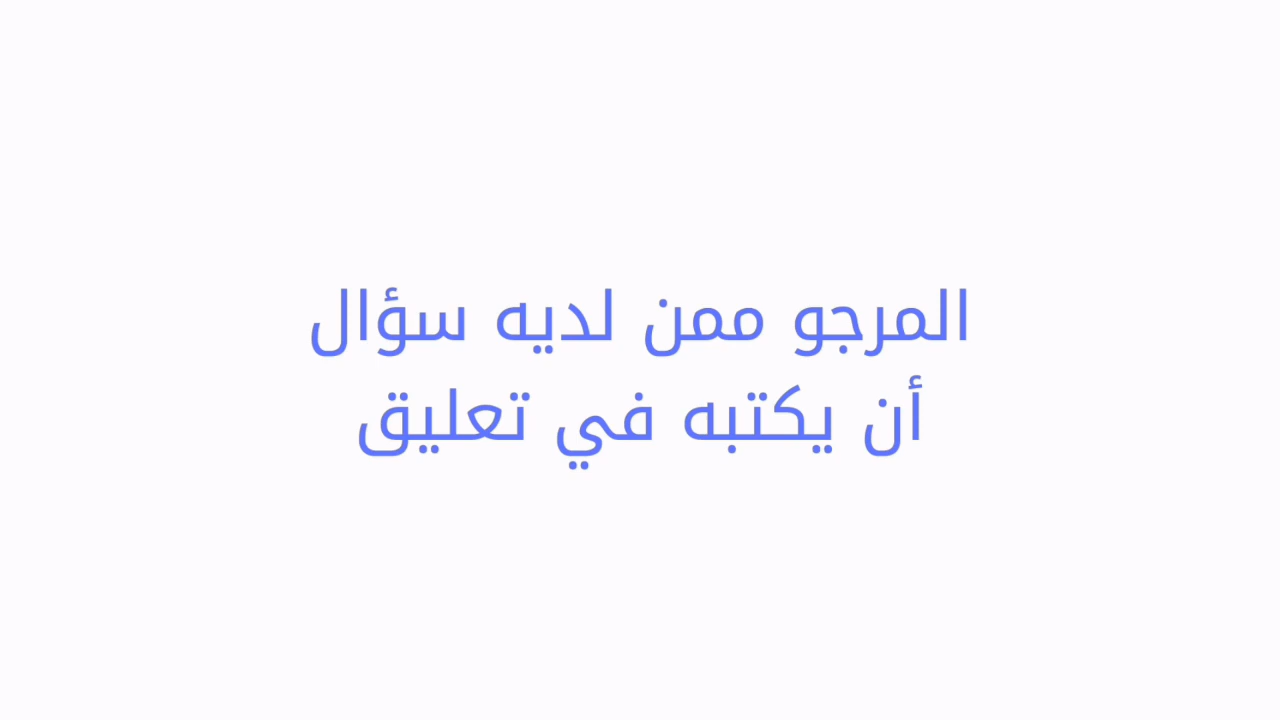 المرجو ممن لديه سؤال
أن يكتبه في تعليق